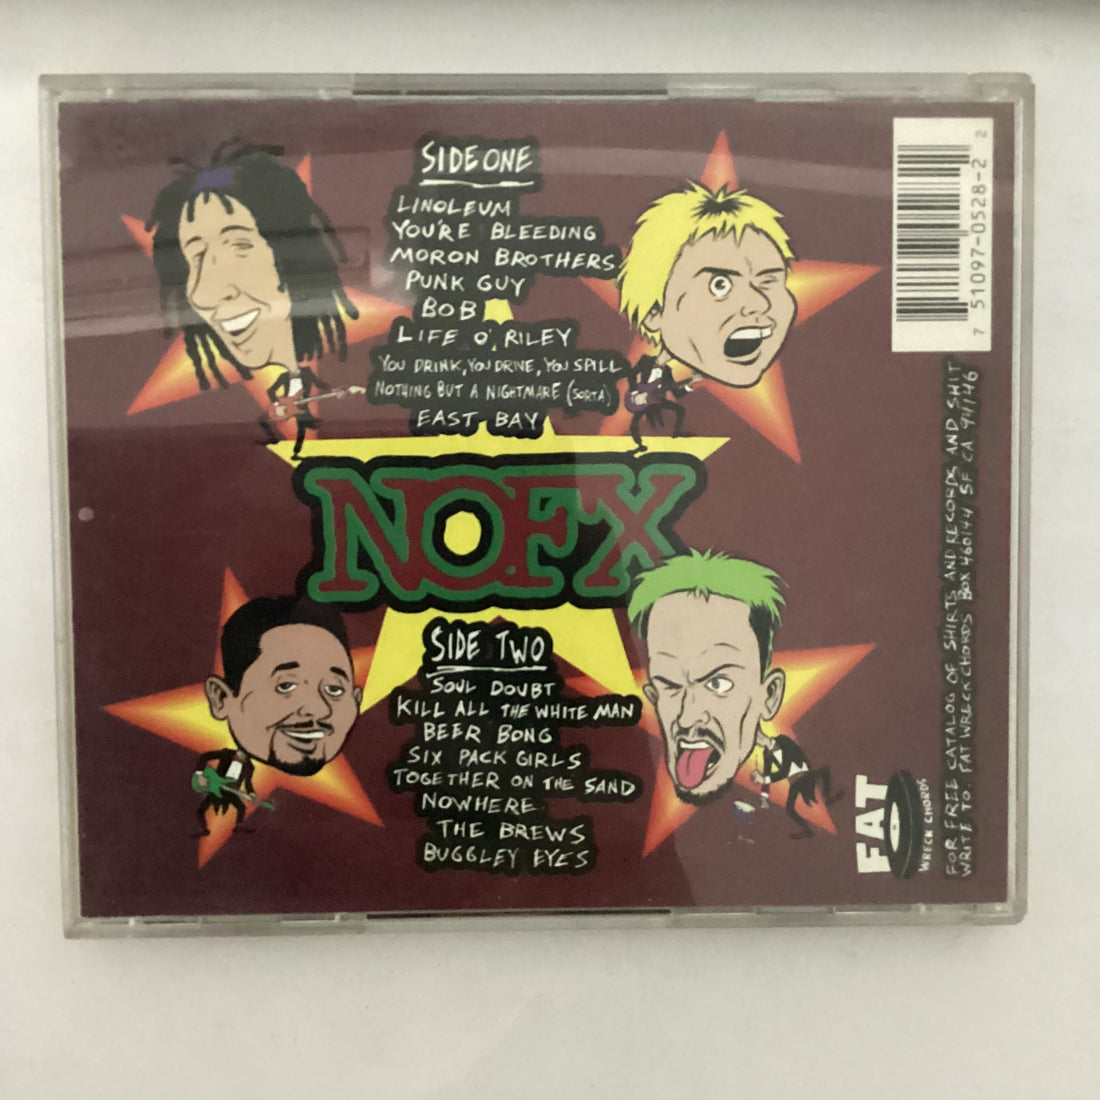 SIDE ONE
LINOLEUM
YOU'RE BLEEDING
MORON BROTHERS
PUNK GUY
BOB
LIFE O' RILEY
YOU DRINK, YOU DRIVE, YOU SPILL
NOTHING BUT A NIGHTMARE (SORTA)
EAST BAY
NOFX
SIDE TWO
SOUL DOUBT
KILL ALL THE WHITE MAN
BEER BONG
SIX PACK GIRLS
TOGETHER ON THE SAND
NOWHERE
THE BREWS
BUGGLEY EYES
7 51097-0528-2 2
FOR FREE CATALOG OF SHIRTS AND RECORDS AND SHIT
WRITE TO. FAT WRECK CHORDS BOX 460144 SF CA 94146
FAT
WRECK CHORDS